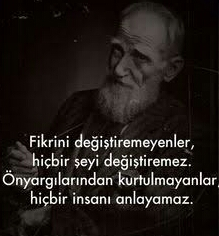 Fikrini değiştiremeyenler,
hiçbir şeyi değiştiremez.
Önyargılarından kurtulmayanlar,
hiçbir insanı anlayamaz.